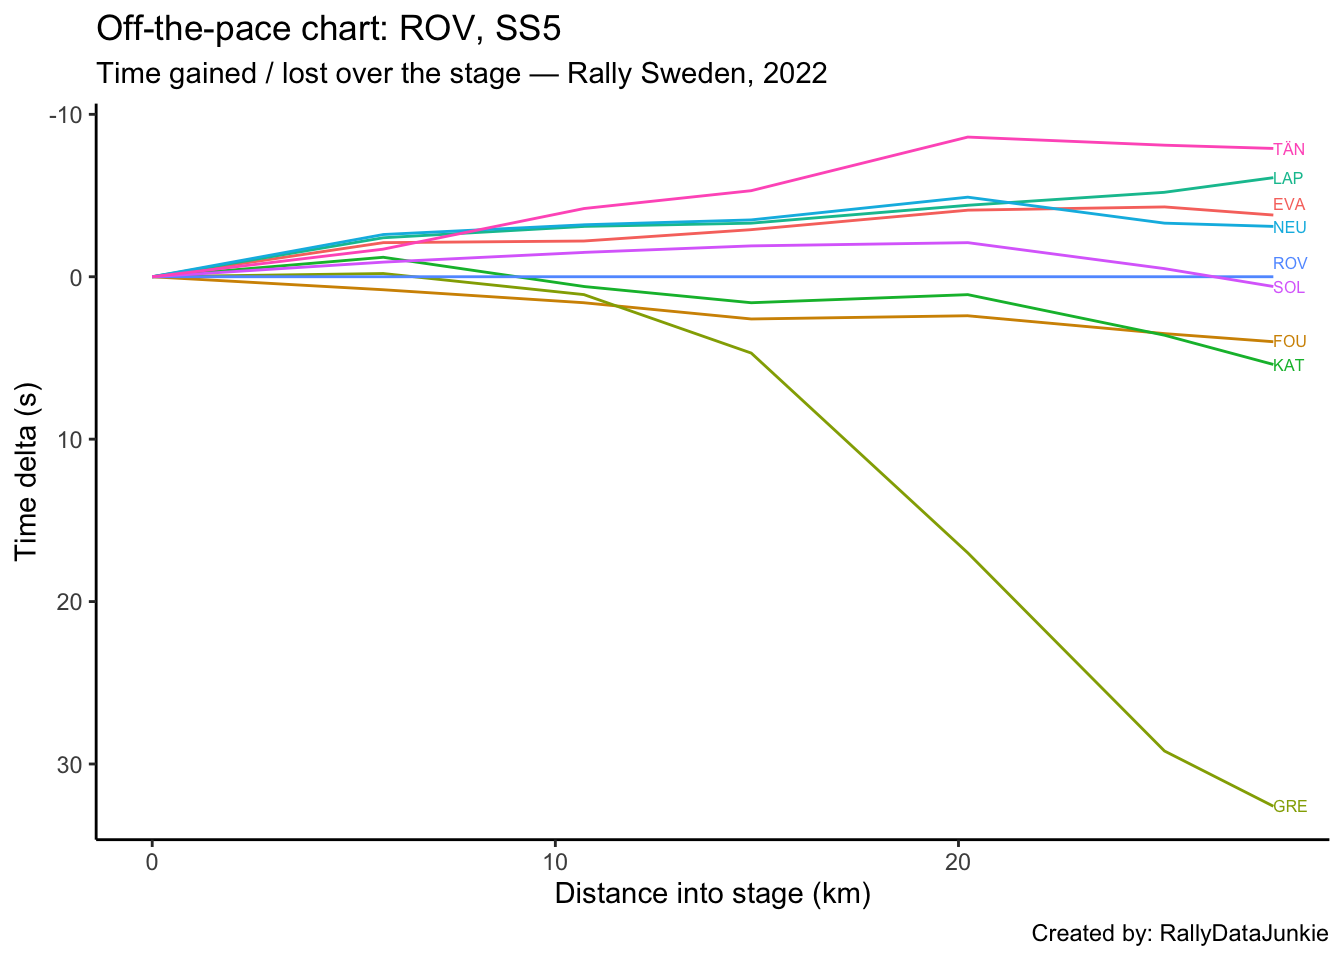 Off-the-pace chart: ROV, SS5
Time gained / lost over the stage — Rally Sweden, 2022
-10
0
10
20
30
Time delta (s)
TÄN
LAP
EVA
NEU
ROV
SOL
FOU
KAT
GRE
0 10 20
Distance into stage (km)
Created by: RallyDataJunkie